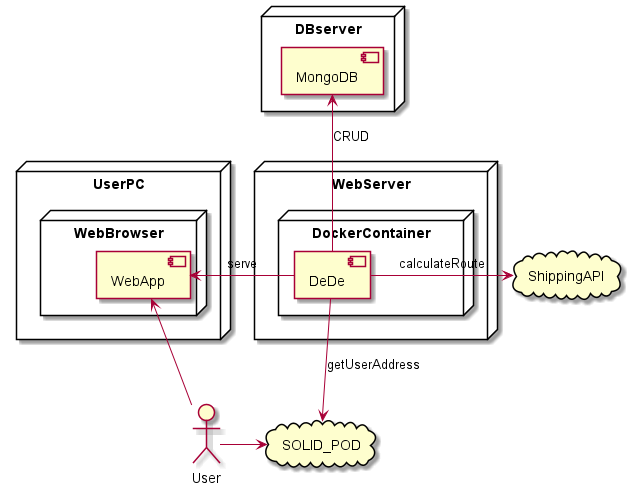 DBserver
MongoDB
CRUD
UserPC
WebServer
WebBrowser
DockerContainer
WebApp
serve
DeDe
calculateRoute
ShippingAPI
getUserAddress
SOLID_POD
User